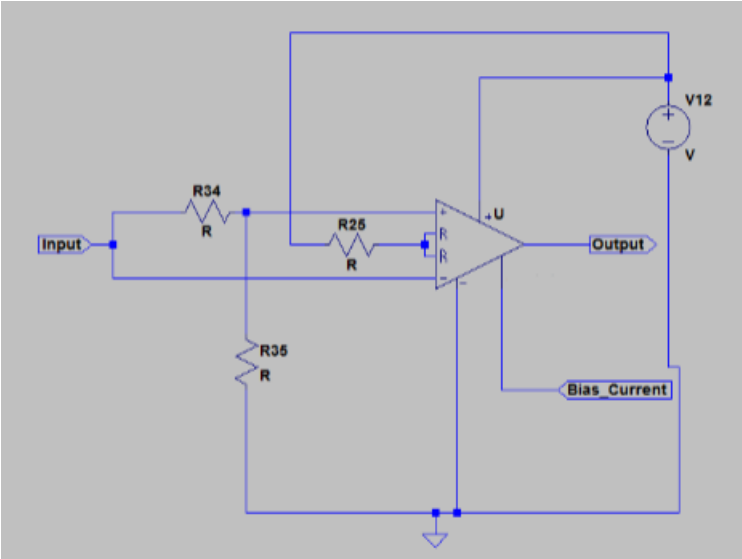 V12
V
R34
R
+U
R25
R
+
R
R
-
-
Input
Output
R35
R
Bias_Current
+
-